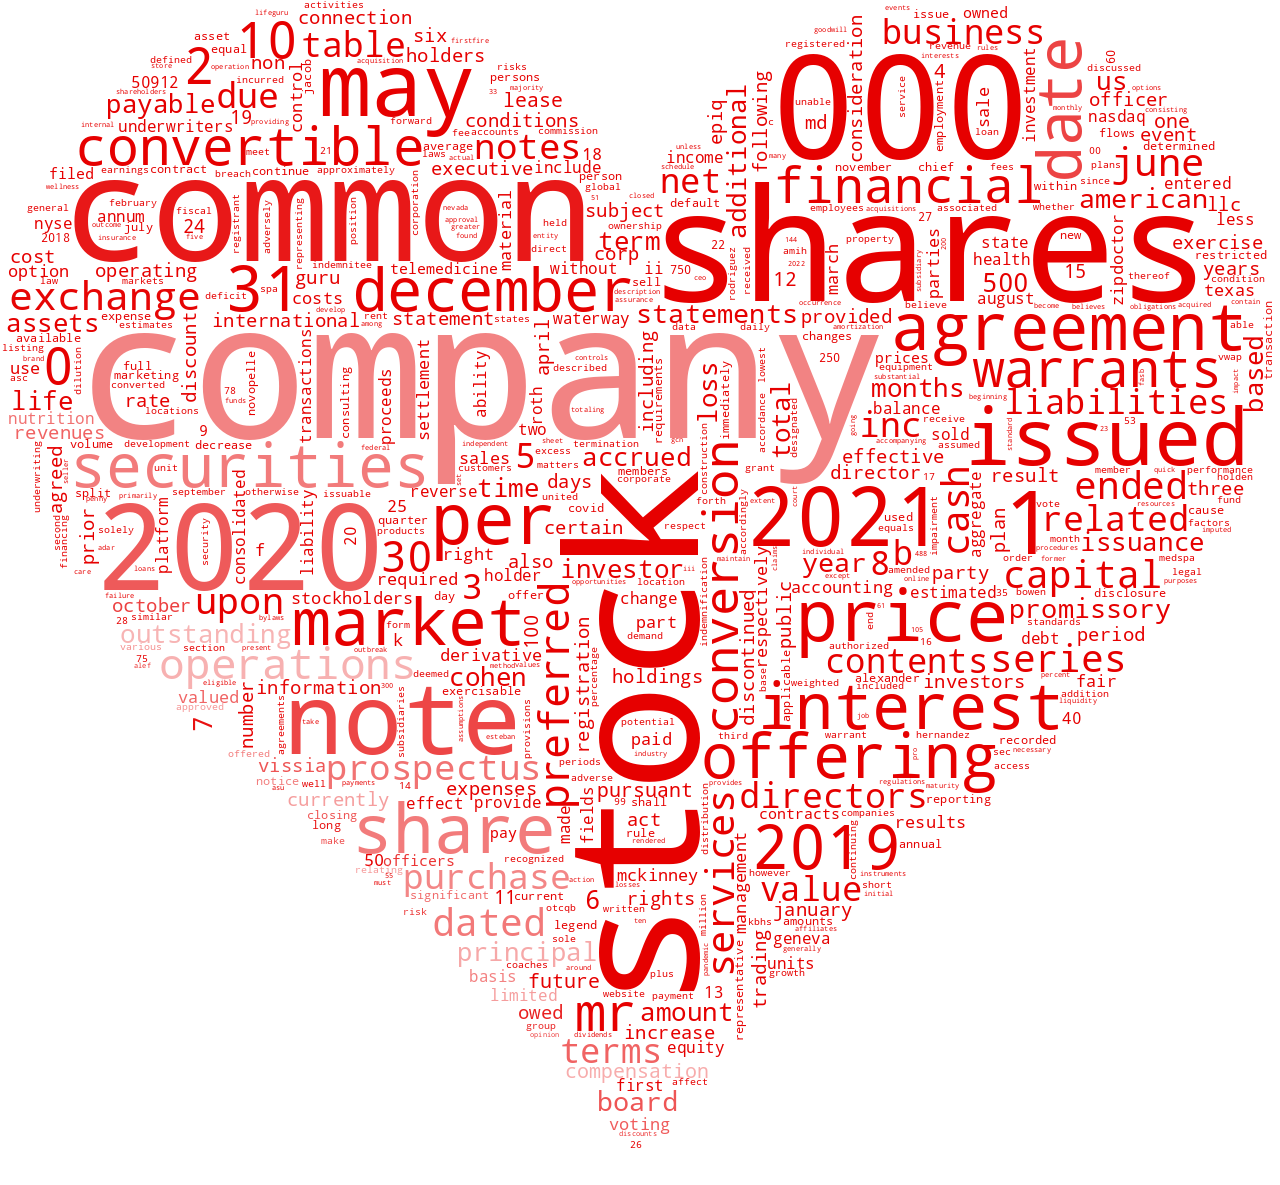 lifeguru
activities
connection
six
firstfire
asset
equal
10
table
holders
defined
store
operation
2
non
may
acquisition
risks
persons
majority
33
shareholders
50912
incurred
control
jacob
payable
due
lease
internal
19
providing
forward
conditions
underwriters
meet
21
fee
accounts
commission
convertible
laws
average
actual
notes
18
earnings
contract
breach
continue
approximately
executive
include
filed
wellness
common
person
global
51
closed
general
february
annum
july
outcome
insurance
fiscal
24
five
registrant
adversely
representing
position
corporation
nevada
approval
greater
found
material
subject
ownership
nyse
2018
held
entity
direct
term
corp
cost
option
law
operating
markets
31
indemnitee
guru
telemedicine
without
ii
750
sell
ceo
description
assurance
exchange
deficit
spa
costs
december
assets
expense
estimates
international
develop
rent
among
statement
states
waterway
statements
data
daily
available
listing
brand
use
asc
0
dilution
full
marketing
converted
rate
locations
discount
78
funds
novopelle
transactions
company
controls
described
consulting
proceeds
settlement
ability
april
totaling
including
requirements
life
nutrition
revenues
volume
development
9
decrease
federal
independent
sheet
groth
two
termination
gcn
loss
immediately
underwriting
seller
agreed
unit
securities
sales
customers
5
excess
matters
accrued
members
corporate
construction
split
penny
primarily
september
otherwise
issuable
reverse
set
time
days
united
covid
forth
second
financing
prior
solely
adar
platform
2020
security
consolidated
f
liability
20
25
quarter
products
30
per
certain
respect
care
loans
failure
october
28
similar
bylaws
upon
required
right
also
holder
3
day
offer
investor
opportunities
location
iii
stockholders
market
form
k
outbreak
stock
change
part
demand
indemnification
outstanding
various
section
present
75
alef
operations
derivative
method
values
100
deemed
cohen
holdings
eligible
valued
approved
7
number
information
300
note
take
agreements
subsidiaries
exercisable
assumptions
esteban
provisions
preferred
registration
percentage
potential
paid
industry
conversion
offered
vissia
notice
asu
well
prospectus
payments
14
expenses
periods
adverse
pursuant
currently
closing
long
make
effect
provide
made
fields
99
shall
act
rule
rendered
share
pay
50
officers
relating
55
must
recognized
action
losses
mckinney
purchase
significant
11
current
otcqb
6
written
rights
ten
risk
dated
legend
sole
principal
coaches
around
plus
basis
limited
future
website
payment
13
owed
group
opinion
mr
dividends
amount
increase
terms
equity
compensation
first
affect
board
voting
discounts
26
events
issue
owned
goodwill
business
registered
revenue
rules
interests
000
unable
md
c
many
service
4
employment
sale
loan
investment
date
60
discussed
us
options
monthly
consisting
officer
nasdaq
one
flows
event
determined
consideration
following
additional
epiq
unless
income
schedule
default
net
november
chief
fees
00
plans
since
june
financial
within
entered
american
llc
less
employees
acquisitions
associated
whether
27
shares
22
rodriguez
received
144
amih
2022
property
12
march
subsidiary
200
parties
state
health
new
15
500
zipdoctor
thereof
exercise
restricted
years
condition
texas
occurrence
believe
august
become
believes
obligations
acquired
contain
provided
amortization
changes
agreement
able
transaction
250
prices
equipment
substantial
warrants
fasb
vwap
impact
based
accordance
lowest
total
designated
months
beginning
balance
going
receive
liabilities
inc
accompanying
sold
assumed
issued
standard
23
53
effective
director
17
grant
cash
aggregate
result
member
quick
performance
holden
ended
resources
three
fund
plan
vote
cause
factors
imputed
2021
extent
court
used
equals
488
impairment
1
related
month
procedures
issuance
order
former
accordingly
maintain
claims
respectively
individual
year
8
b
except
amended
online
party
medspa
legal
purposes
capital
bowen
disclosure
accounting
estimated
35
standards
promissory
debt
period
base
discontinued
applicable
public
end
61
price
105
authorized
16
contents
series
fair
weighted
alexander
included
investors
percent
addition
liquidity
third
interest
job
40
warrant
hernandez
recorded
sec
necessary
access
offering
pro
provides
regulations
maturity
directors
reporting
distribution
services
contracts
companies
results
2019
continuing
annual
management
however
value
instruments
short
initial
january
million
kbhs
amounts
affiliates
geneva
generally
pandemic
representative
trading
units
growth